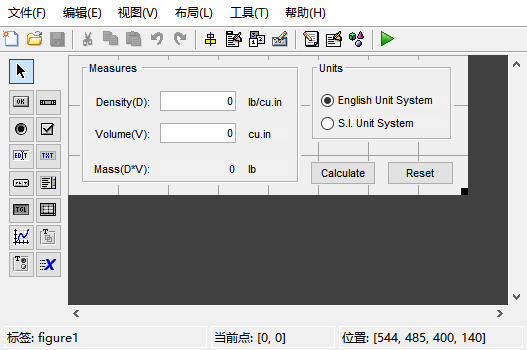 文件(F) 编辑(E) 视图(V) 布局(L) 工具(T) 帮助(H)
Measures
Units
Density(D): 0 lb/cu.in
English Unit System
S.I. Unit System
Volume(V): 0 cu.in
Mass(D*V): 0 lb
Calculate Reset
OK
EDIT TXT
TGL
标签: figure1 当前点: [0, 0] 位置: [544, 485, 400, 140]